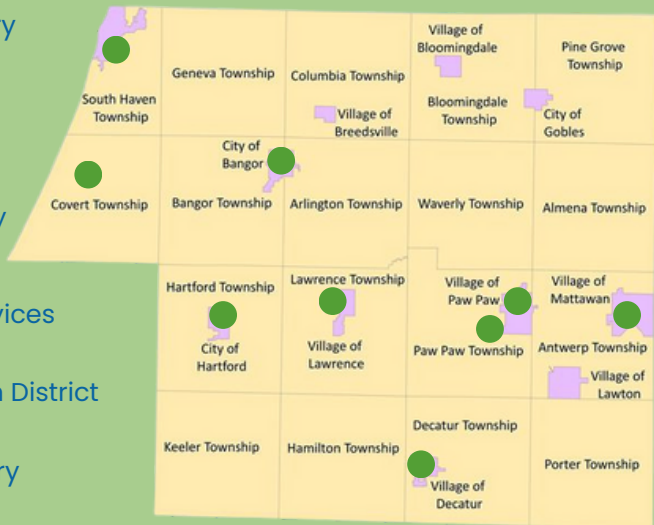 ry
y
vices
n District
ry
Village of
Bloomingdale
Pine Grove
Township
Geneva Township
Columbia Township
South Haven
Township
Village of
Breedsville
Bloomingdale
Township
City of
Gobles
City of
Bangor
Covert Township
Bangor Township
Arlington Township
Waverly Township
Almena Township
Hartford Township
Lawrence Township
Village of
Paw Paw
Village of
Mattawan
City of
Hartford
Village of
Lawrence
Paw Paw Township
Antwerp Township
Village of
Lawton
Keeler Township
Hamilton Township
Decatur Township
Porter Township
Village of
Decatur